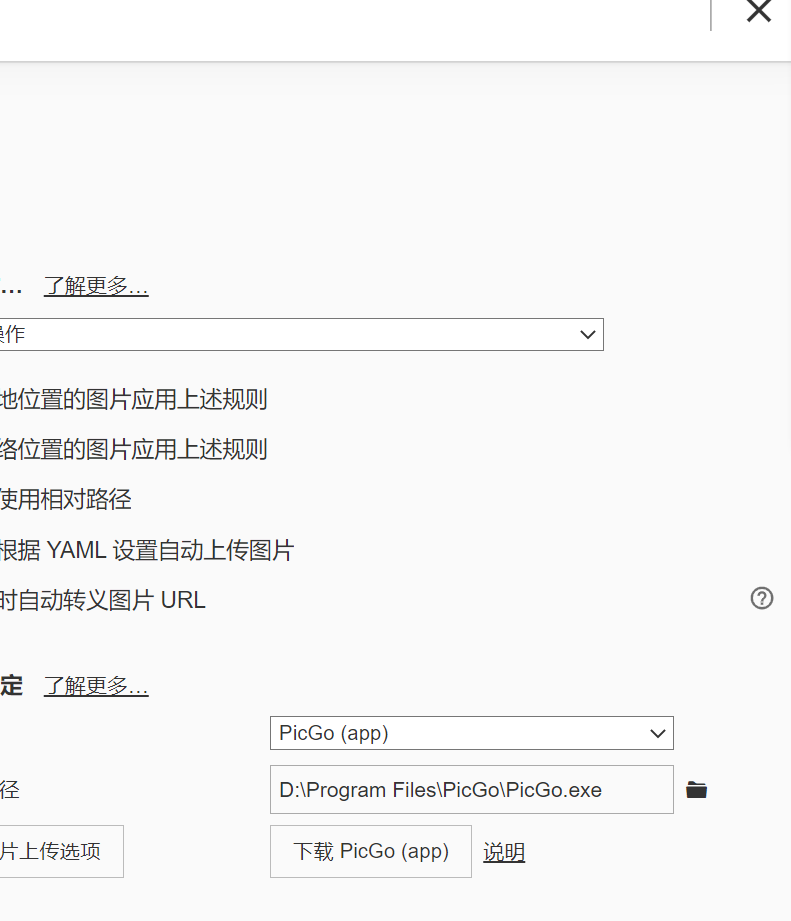 … 了解更多…
操作
地位置的图片应用上述规则
络位置的图片应用上述规则
使用相对路径
根据 YAML 设置自动上传图片
时自动转义图片 URL
定 了解更多…
PicGo (app)
径 D:\Program Files\PicGo\PicGo.exe
片上传选项 下载 PicGo (app) 说明